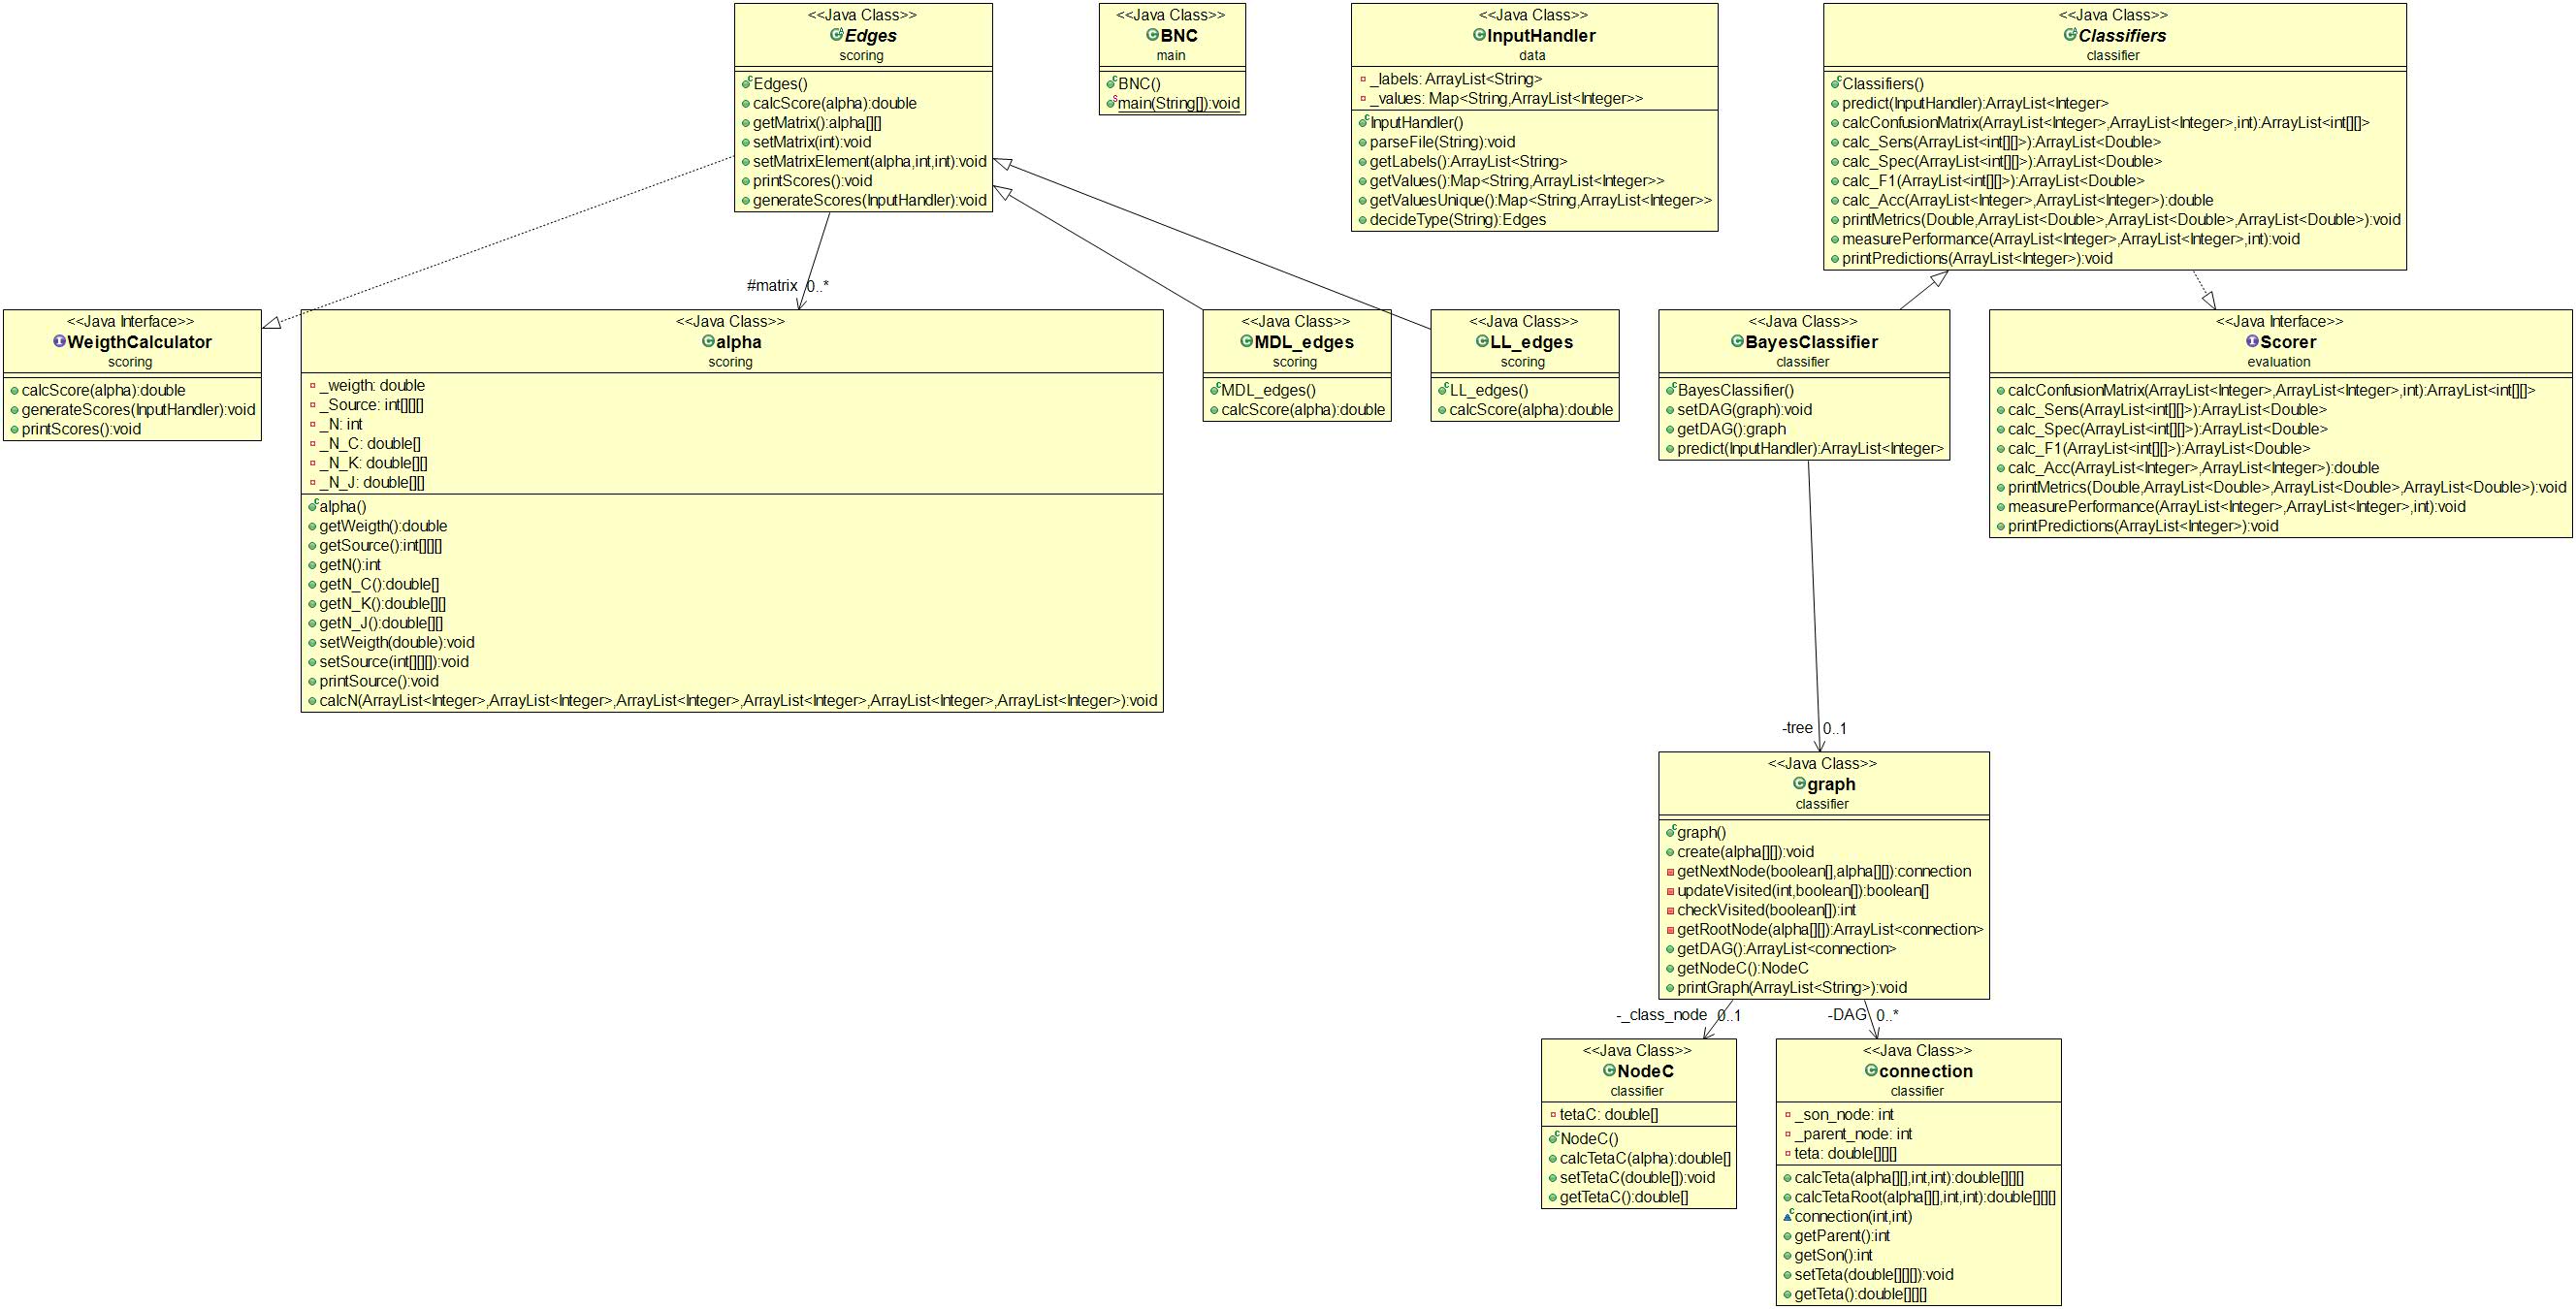 <<Java Class>>
Edges
scoring
Edges()
calcScore(alpha):double
getMatrix():alpha[][]
setMatrix(int):void
setMatrixElement(alpha,int,int):void
printScores():void
generateScores(InputHandler):void
<<Java Class>>
BNC
main
BNC()
main(String[]):void
<<Java Class>>
InputHandler
data
_labels: ArrayList<String>
_values: Map<String,ArrayList<Integer>>
InputHandler()
parseFile(String):void
getLabels():ArrayList<String>
getValues():Map<String,ArrayList<Integer>>
getValuesUnique():Map<String,ArrayList<Integer>>
decideType(String):Edges
<<Java Class>>
Classifiers
classifier
Classifiers()
predict(InputHandler):ArrayList<Integer>
calcConfusionMatrix(ArrayList<Integer>,ArrayList<Integer>,int):ArrayList<int[][]>
calc_Sens(ArrayList<int[][]>):ArrayList<Double>
calc_Spec(ArrayList<int[][]>):ArrayList<Double>
calc_F1(ArrayList<int[][]>):ArrayList<Double>
calc_Acc(ArrayList<Integer>,ArrayList<Integer>):double
printMetrics(Double,ArrayList<Double>,ArrayList<Double>,ArrayList<Double>):void
measurePerformance(ArrayList<Integer>,ArrayList<Integer>,int):void
printPredictions(ArrayList<Integer>):void
#matrix 0..*
<<Java Interface>>
WeigthCalculator
scoring
calcScore(alpha):double
generateScores(InputHandler):void
printScores():void
<<Java Class>>
alpha
scoring
_weigth: double
_Source: int[][][]
_N: int
_N_C: double[]
_N_K: double[][]
_N_J: double[][]
alpha()
getWeigth():double
getSource():int[][][]
getN():int
getN_C():double[]
getN_K():double[][]
getN_J():double[][]
setWeigth(double):void
setSource(int[][][]):void
printSource():void
calcN(ArrayList<Integer>,ArrayList<Integer>,ArrayList<Integer>,ArrayList<Integer>,ArrayList<Integer>,ArrayList<Integer>):void
<<Java Class>>
MDL_edges
scoring
MDL_edges()
calcScore(alpha):double
<<Java Class>>
LL_edges
scoring
LL_edges()
calcScore(alpha):double
<<Java Class>>
BayesClassifier
classifier
BayesClassifier()
setDAG(graph):void
getDAG():graph
predict(InputHandler):ArrayList<Integer>
<<Java Interface>>
Scorer
evaluation
calcConfusionMatrix(ArrayList<Integer>,ArrayList<Integer>,int):ArrayList<int[][]>
calc_Sens(ArrayList<int[][]>):ArrayList<Double>
calc_Spec(ArrayList<int[][]>):ArrayList<Double>
calc_F1(ArrayList<int[][]>):ArrayList<Double>
calc_Acc(ArrayList<Integer>,ArrayList<Integer>):double
printMetrics(Double,ArrayList<Double>,ArrayList<Double>,ArrayList<Double>):void
measurePerformance(ArrayList<Integer>,ArrayList<Integer>,int):void
printPredictions(ArrayList<Integer>):void
-tree 0..1
<<Java Class>>
graph
classifier
graph()
create(alpha[][]):void
getNextNode(boolean[],alpha[][]):connection
updateVisited(int,boolean[]):boolean[]
checkVisited(boolean[]):int
getRootNode(alpha[][]):ArrayList<connection>
getDAG():ArrayList<connection>
getNodeC():NodeC
printGraph(ArrayList<String>):void
-_class_node 0..1
-DAG 0..*
<<Java Class>>
NodeC
classifier
tetaC: double[]
NodeC()
calcTetaC(alpha):double[]
setTetaC(double[]):void
getTetaC():double[]
<<Java Class>>
connection
classifier
_son_node: int
_parent_node: int
teta: double[][][]
calcTeta(alpha[][],int,int):double[][][]
calcTetaRoot(alpha[][],int,int):double[][][]
connection(int,int)
getParent():int
getSon():int
setTeta(double[][][]):void
getTeta():double[][][]